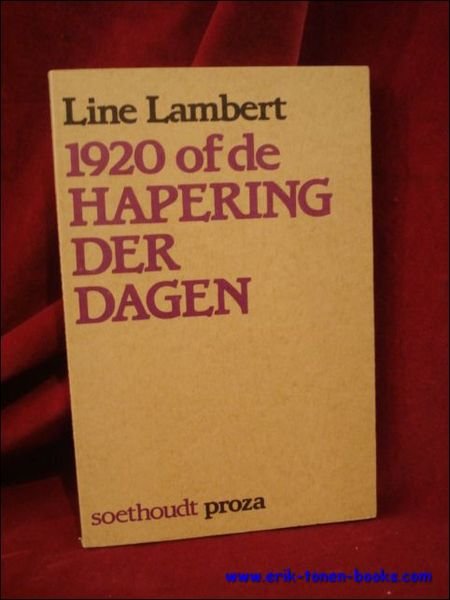 Line Lambert
1920 of de
HAPERING
DER
DAGEN
soethoudt proza
www.erik-tonen-books.com